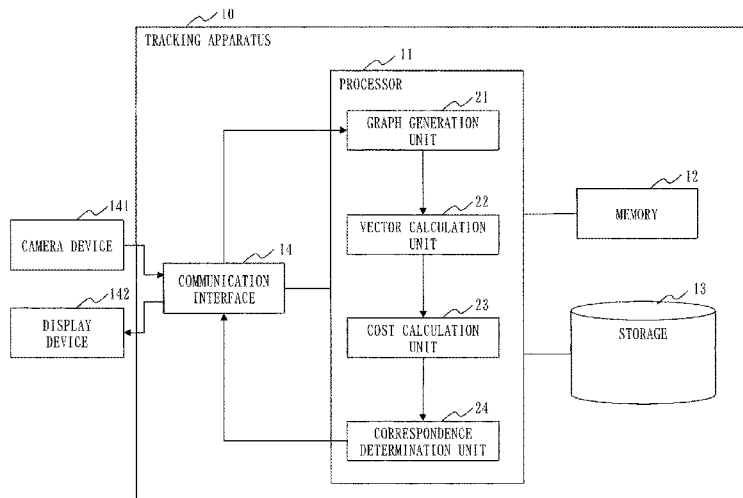 10
TRACKING APPARATUS
11
PROCESSOR
21
GRAPH GENERATION
UNIT
12
MEMORY
141
CAMERA DEVICE
22
VECTOR CALCULATION
UNIT
14
COMMUNICATION
INTERFACE
142
DISPLAY
DEVICE
23
COST CALCULATION
UNIT
13
STORAGE
24
CORRESPONDENCE
DETERMINATION UNIT